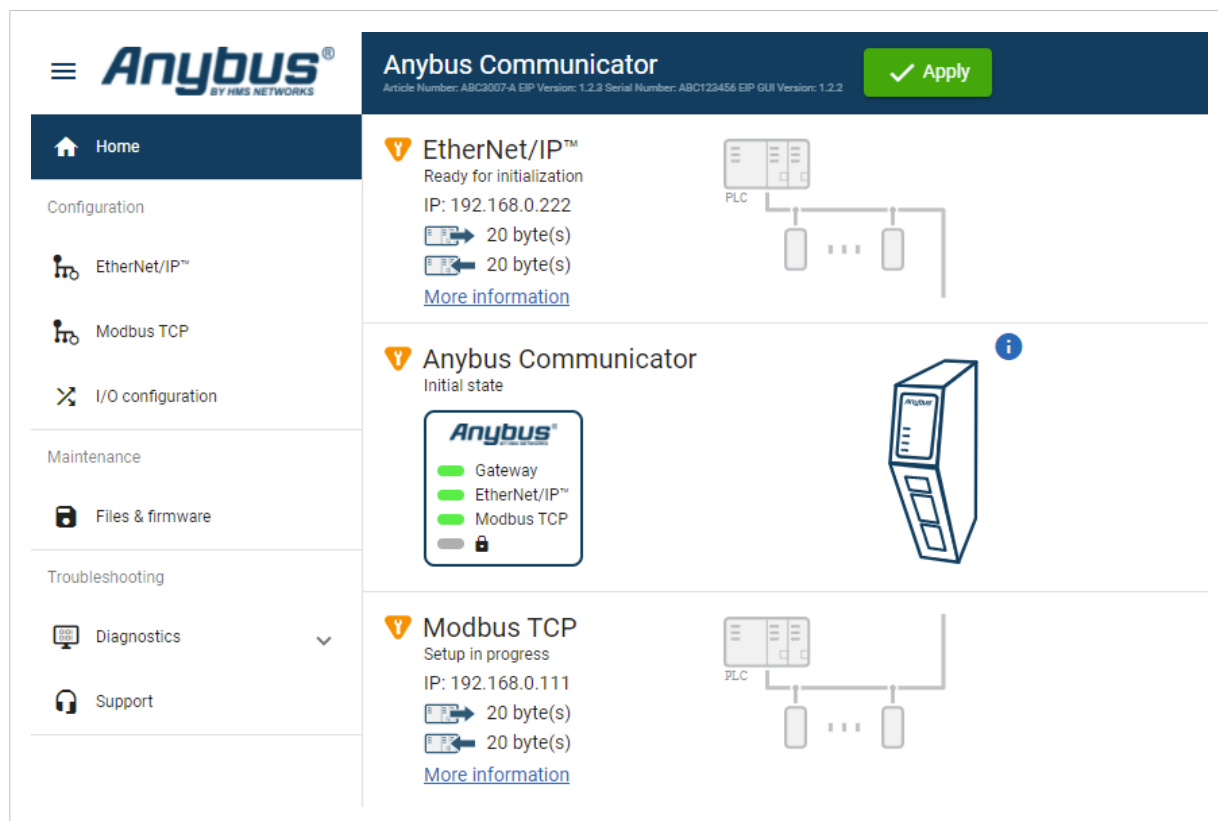 Anybus®
BY HMS NETWORKS
Anybus Communicator
Article Number: ABC3007-A EIP Version: 1.2.3 Serial Number: ABC123456 EIP GUI Version: 1.2.2
Apply
Home
Configuration
EtherNet/IP™
Modbus TCP
I/O configuration
Maintenance
Files & firmware
Troubleshooting
Diagnostics
Support
EtherNet/IP™
Ready for initialization
IP: 192.168.0.222
20 byte(s)
20 byte(s)
More information
PLC
Anybus Communicator
Initial state
Anybus®
BY HMS NETWORKS
Gateway
EtherNet/IP™
Modbus TCP
i
Anybus
Modbus TCP
Setup in progress
IP: 192.168.0.111
20 byte(s)
20 byte(s)
More information
PLC